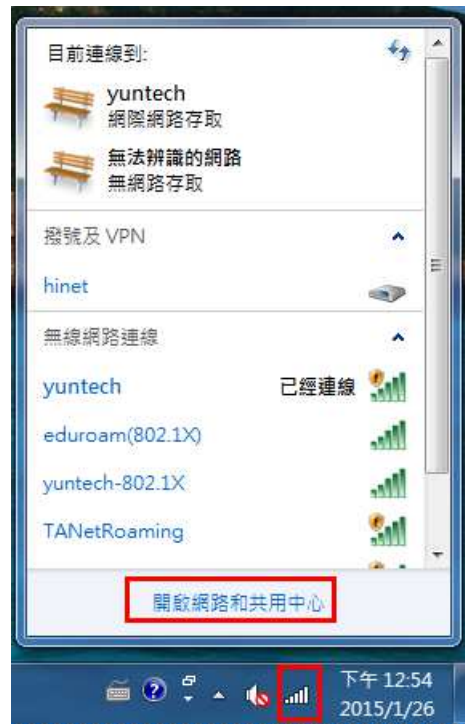 目前連線到:
yuntech
網際網路存取
無法辨識的網路
無網路存取
撥號及 VPN
hinet
無線網路連線
yuntech 已經連線
eduroam(802.1X)
yuntech-802.1X
TANetRoaming
開啟網路和共用中心
下午 12:54
2015/1/26